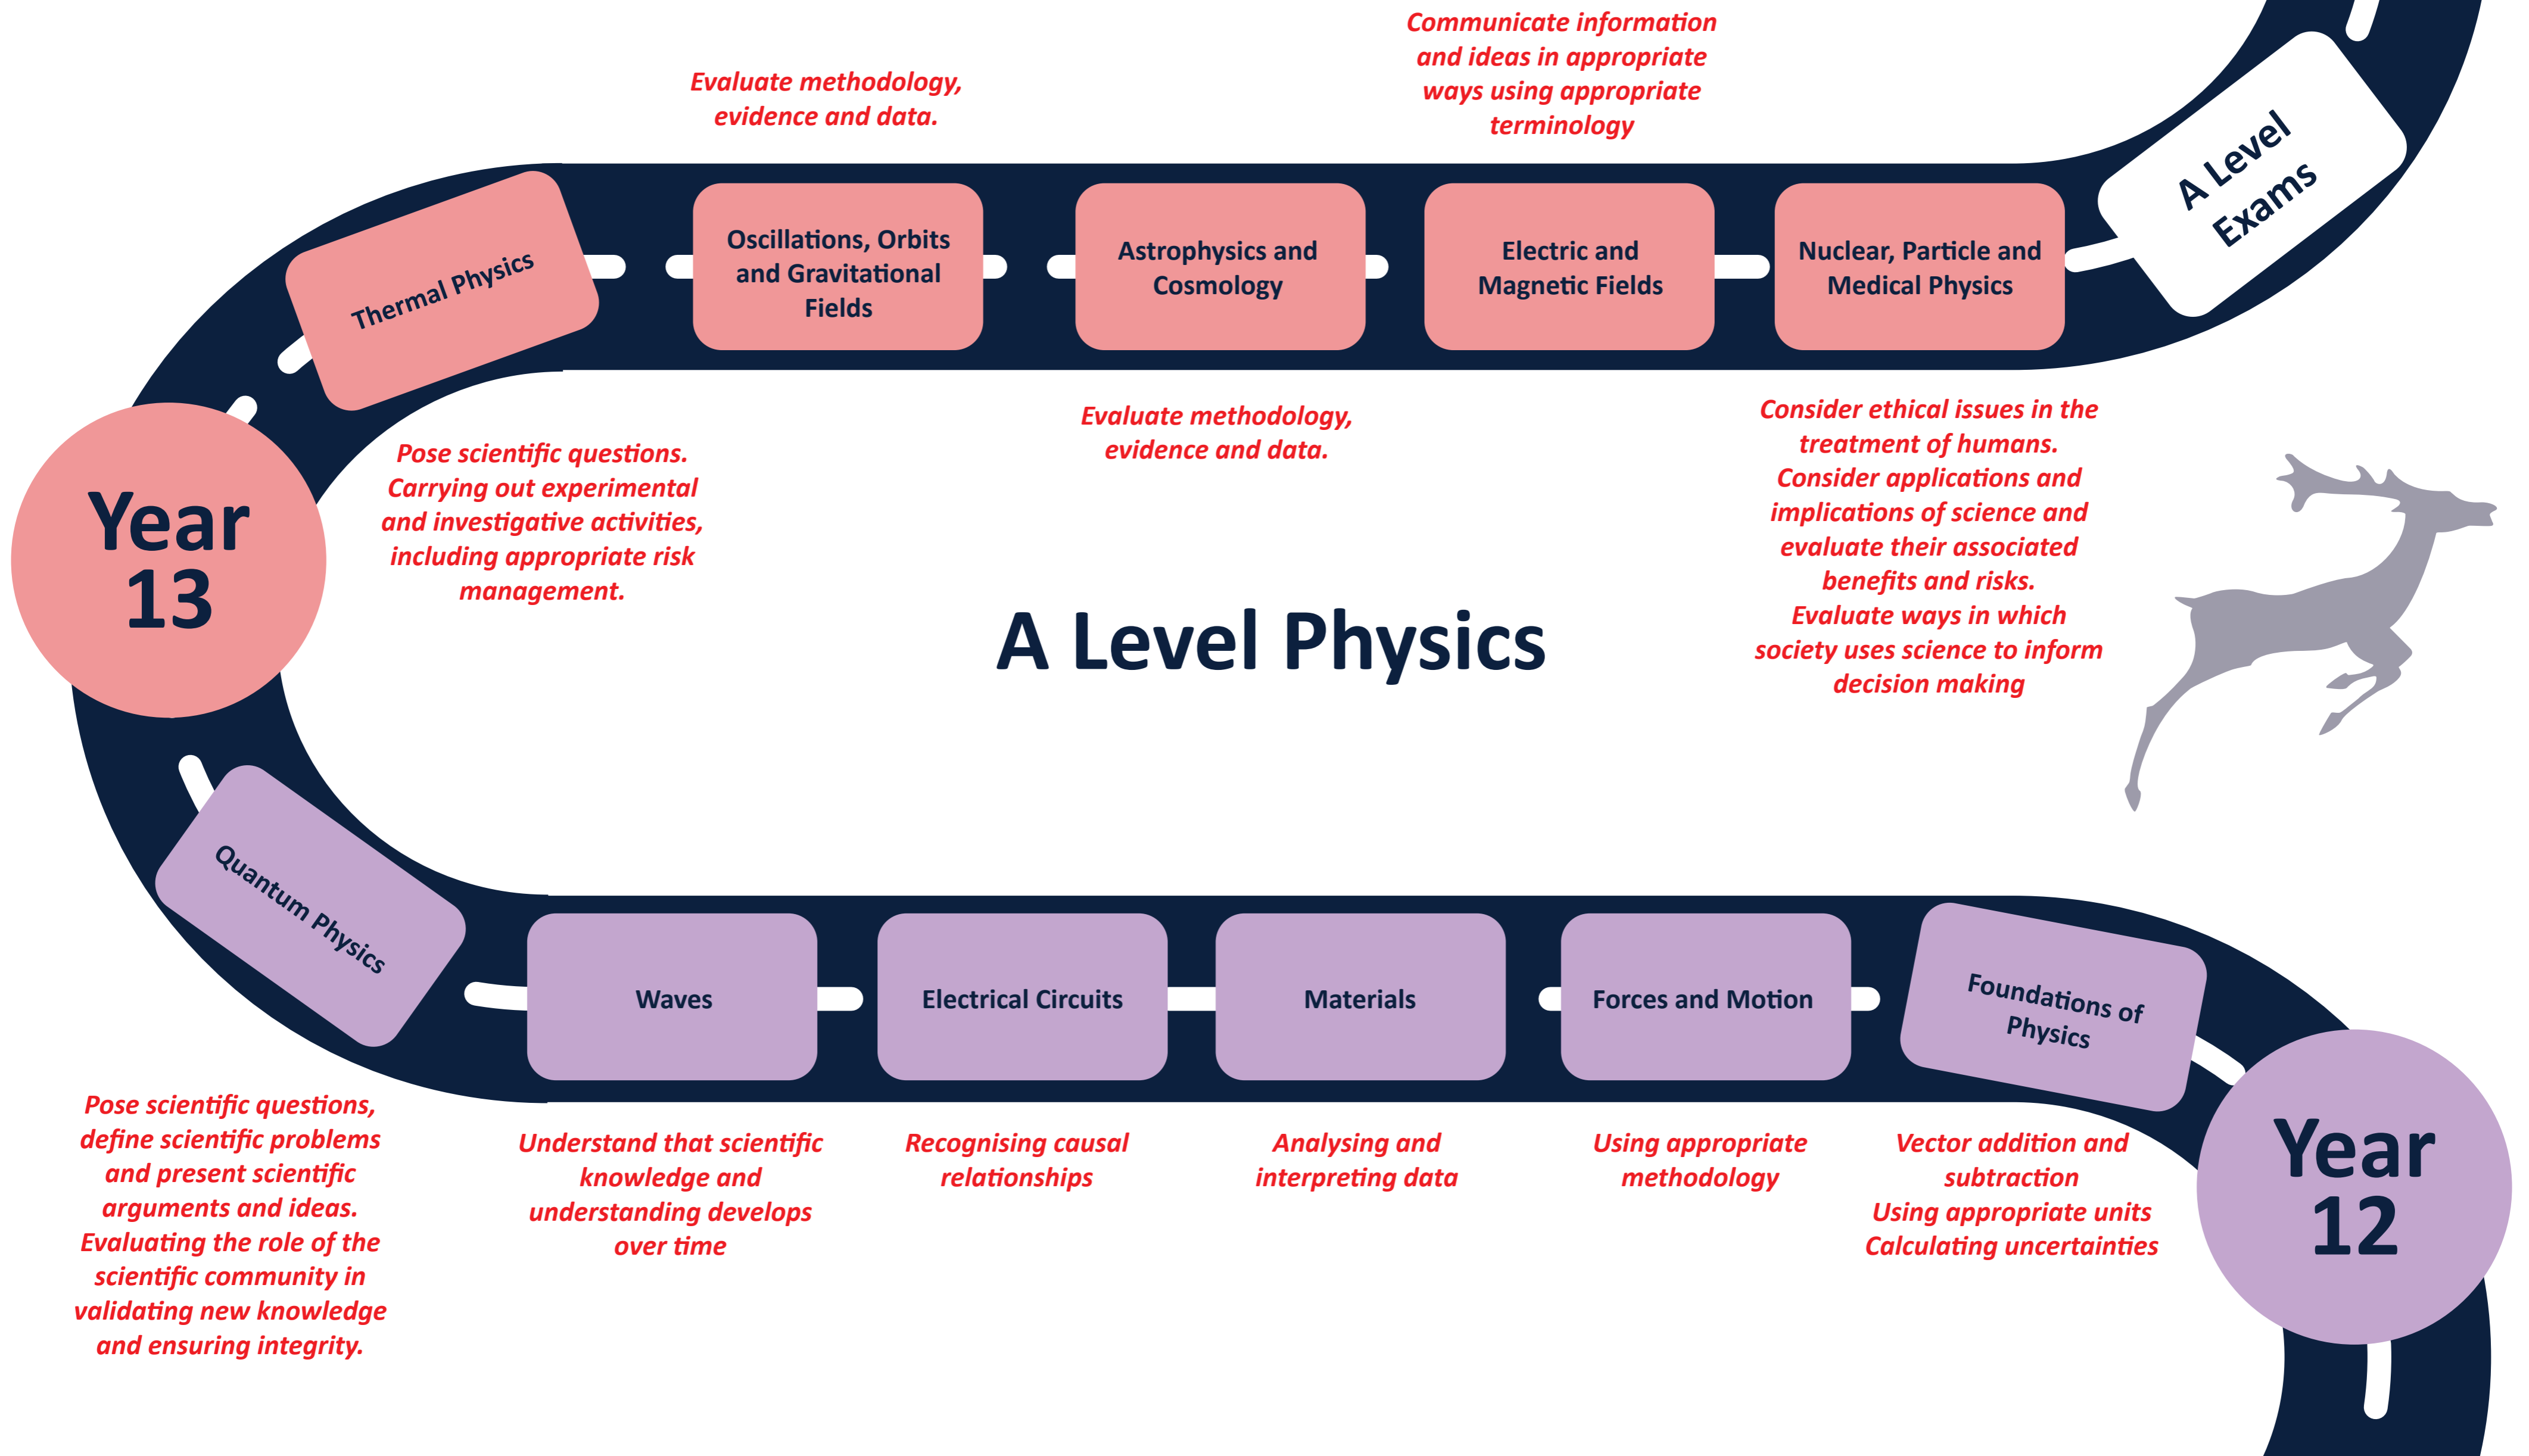 Communicate information
and ideas in appropriate
ways using appropriate
terminology
Evaluate methodology,
evidence and data.
A Level
Exams
Thermal Physics
Oscillations, Orbits
and Gravitational
Fields
Astrophysics and
Cosmology
Electric and
Magnetic Fields
Nuclear, Particle and
Medical Physics
Year
13
Pose scientific questions.
Carrying out experimental
and investigative activities,
including appropriate risk
management.
Evaluate methodology,
evidence and data.
Consider ethical issues in the
treatment of humans.
Consider applications and
implications of science and
evaluate their associated
benefits and risks.
Evaluate ways in which
society uses science to inform
decision making
A Level Physics
Quantum Physics
Waves
Electrical Circuits
Materials
Forces and Motion
Foundations of
Physics
Year
12
Pose scientific questions,
define scientific problems
and present scientific
arguments and ideas.
Evaluating the role of the
scientific community in
validating new knowledge
and ensuring integrity.
Understand that scientific
knowledge and
understanding develops
over time
Recognising causal
relationships
Analysing and
interpreting data
Using appropriate
methodology
Vector addition and
subtraction
Using appropriate units
Calculating uncertainties